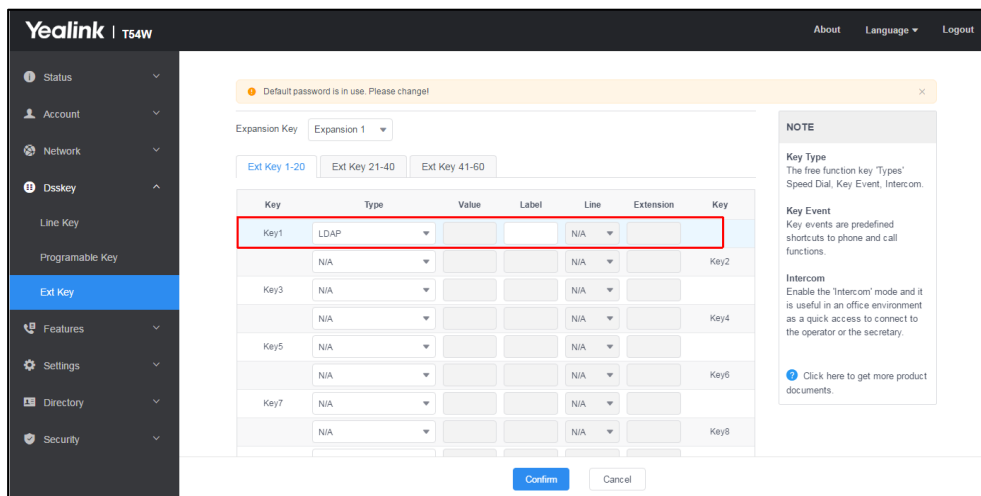 Yealink | T54W
About Language Logout
Status
Account
Network
Dsskey
Line Key
Programable Key
Ext Key
Features
Settings
Directory
Security
Default password is in use. Please change!
Expansion Key Expansion 1
Ext Key 1-20 Ext Key 21-40 Ext Key 41-60
Key Type Value Label Line Extension Key
Key1 LDAP N/A
N/A N/A Key2
Key3 N/A N/A
N/A N/A Key4
Key5 N/A N/A
N/A N/A Key6
Key7 N/A N/A
N/A N/A Key8
Confirm Cancel
NOTE
Key Type
The free function key 'Types'
Speed Dial, Key Event, Intercom.
Key Event
Key events are predefined
shortcuts to phone and call
functions.
Intercom
Enable the 'Intercom' mode and it
is useful in an office environment
as a quick access to connect to
the operator or the secretary.
Click here to get more product
documents.